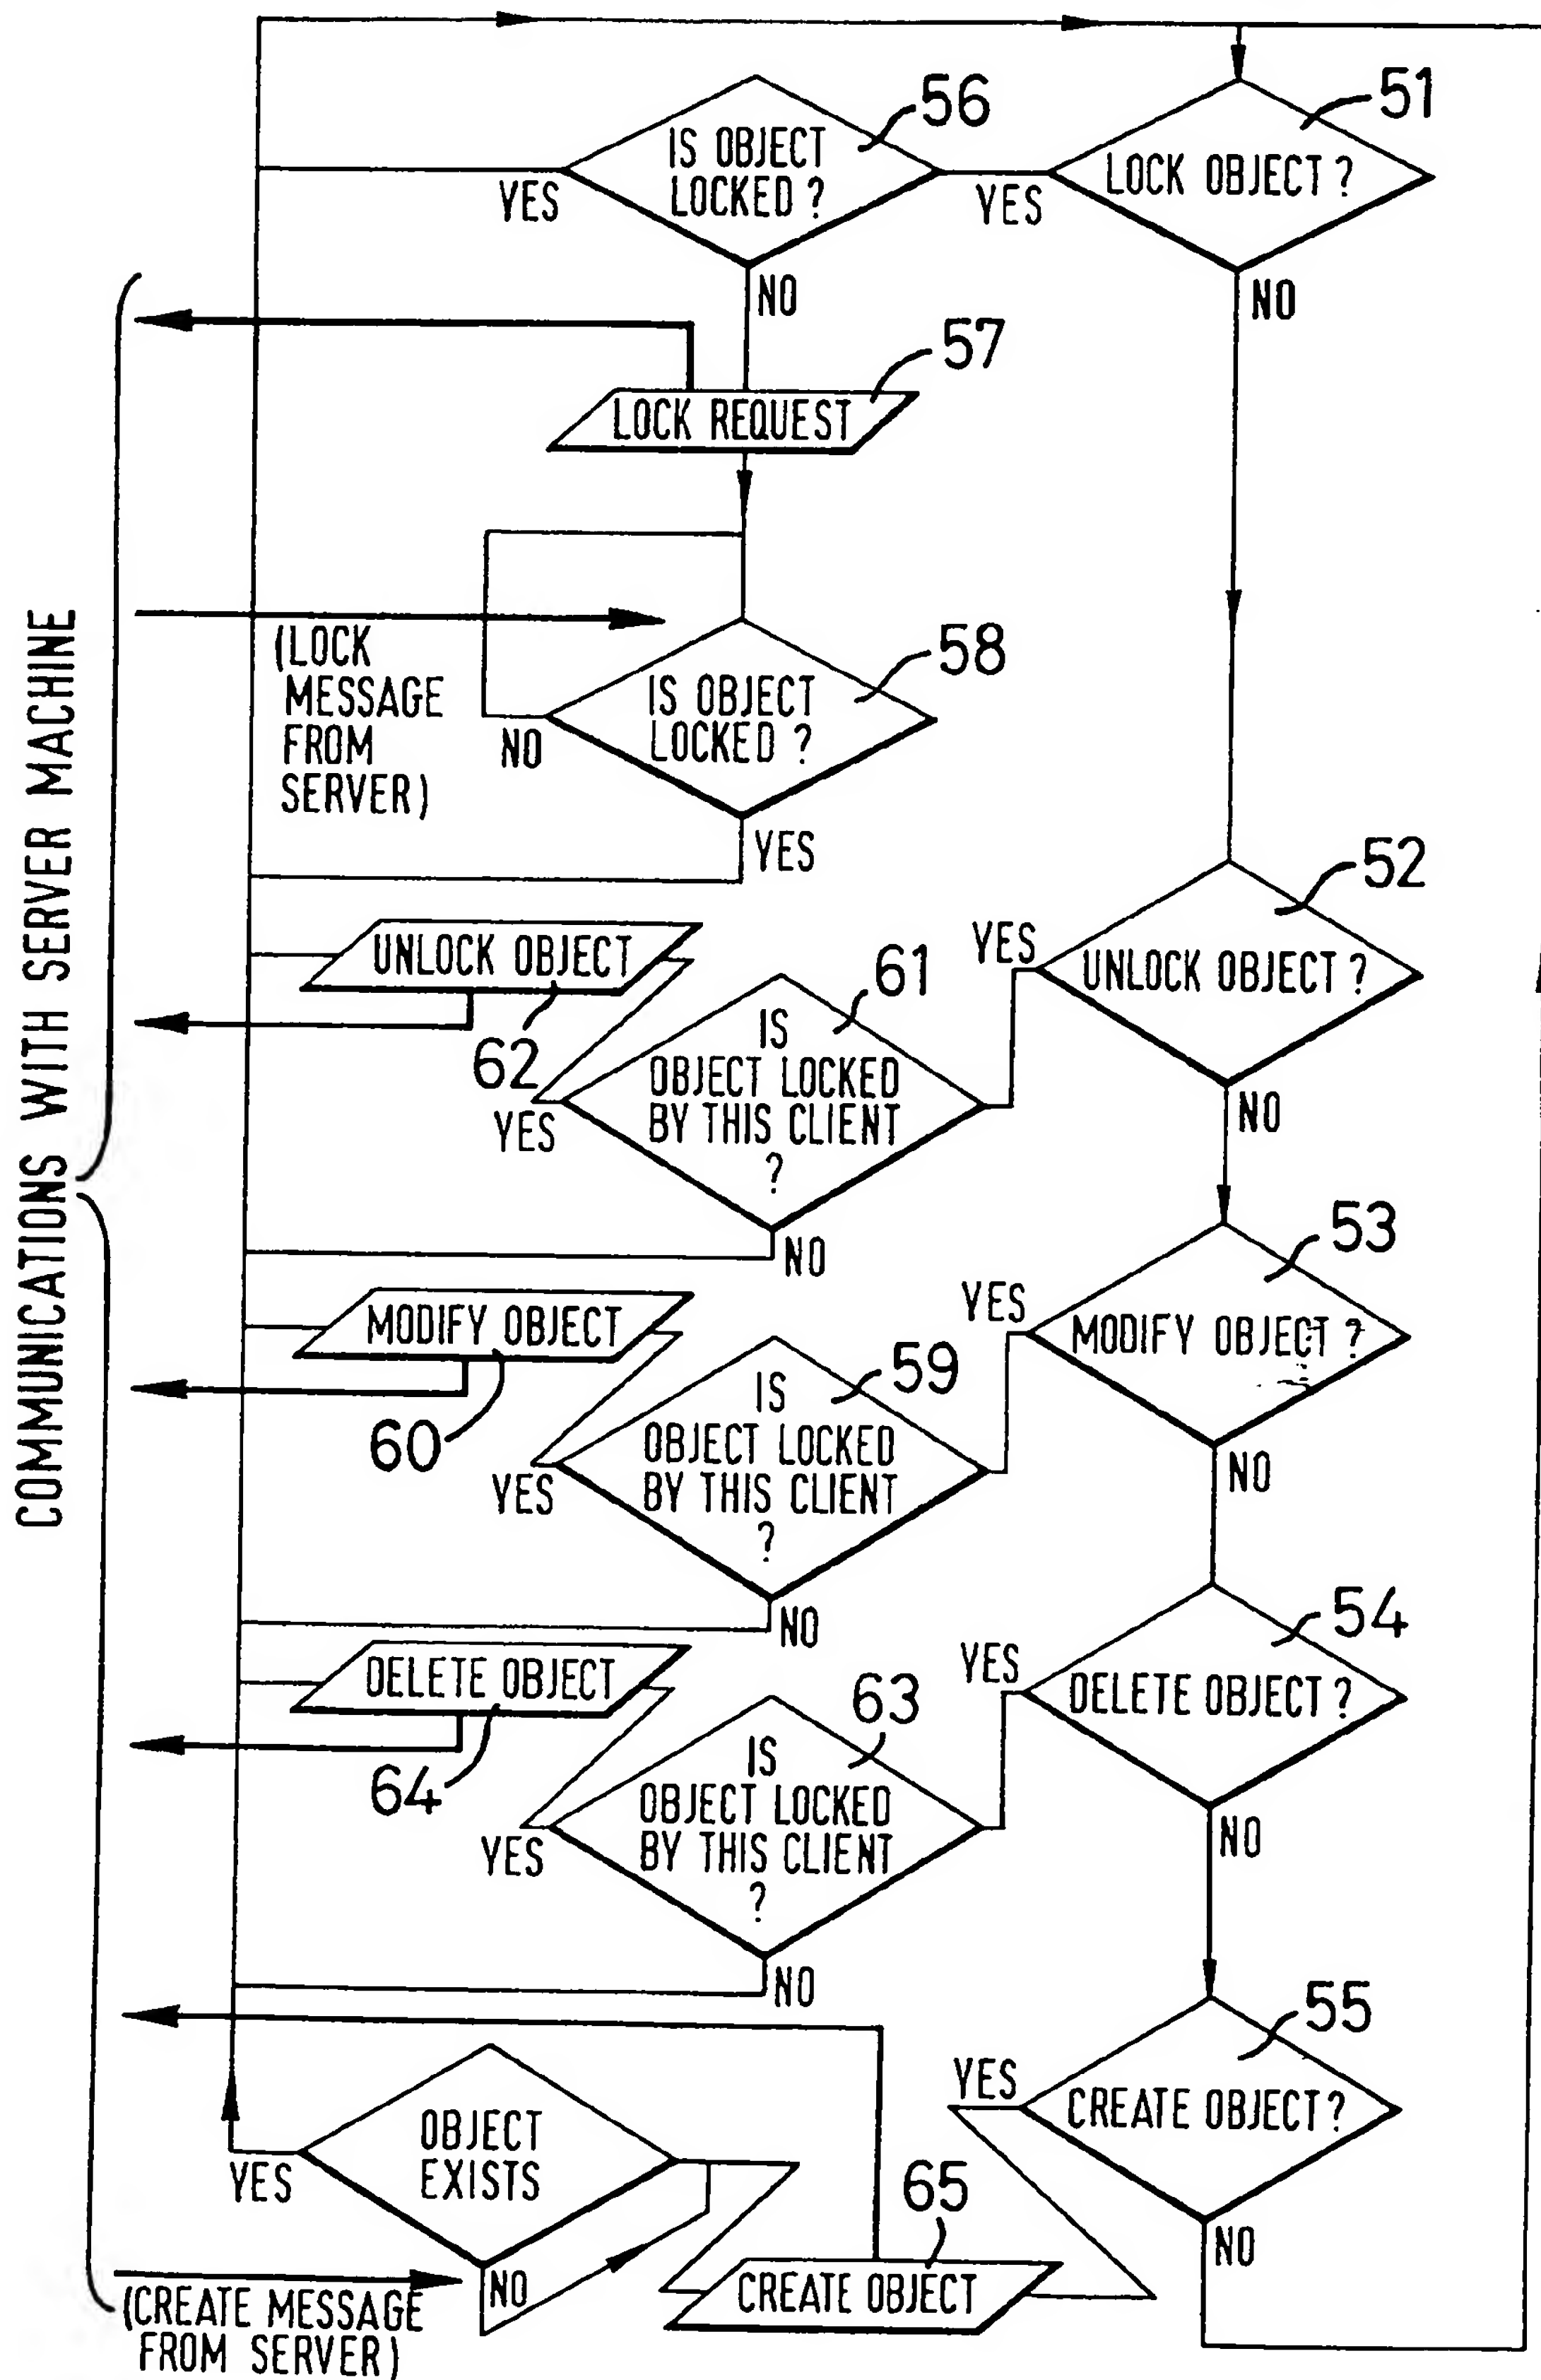 56
51
IS OBJECT
LOCKED ?
LOCK OBJECT ?
YES
YES
NO
NO
57
LOCK REQUEST
COMMUNICATIONS WITH SERVER MACHINE
(LOCK
MESSAGE
FROM
SERVER)
58
IS OBJECT
LOCKED ?
NO
YES
52
UNLOCK OBJECT
YES
61
UNLOCK OBJECT ?
62
IS
OBJECT LOCKED
BY THIS CLIENT
?
YES
NO
NO
53
MODIFY OBJECT
YES
MODIFY OBJECT ?
59
60
IS
OBJECT LOCKED
BY THIS CLIENT
?
YES
NO
NO
54
DELETE OBJECT
YES
DELETE OBJECT ?
63
64
IS
OBJECT LOCKED
BY THIS CLIENT
?
YES
NO
NO
55
YES
CREATE OBJECT ?
OBJECT
EXISTS
YES
65
NO
NO
CREATE OBJECT
(CREATE MESSAGE
FROM SERVER)